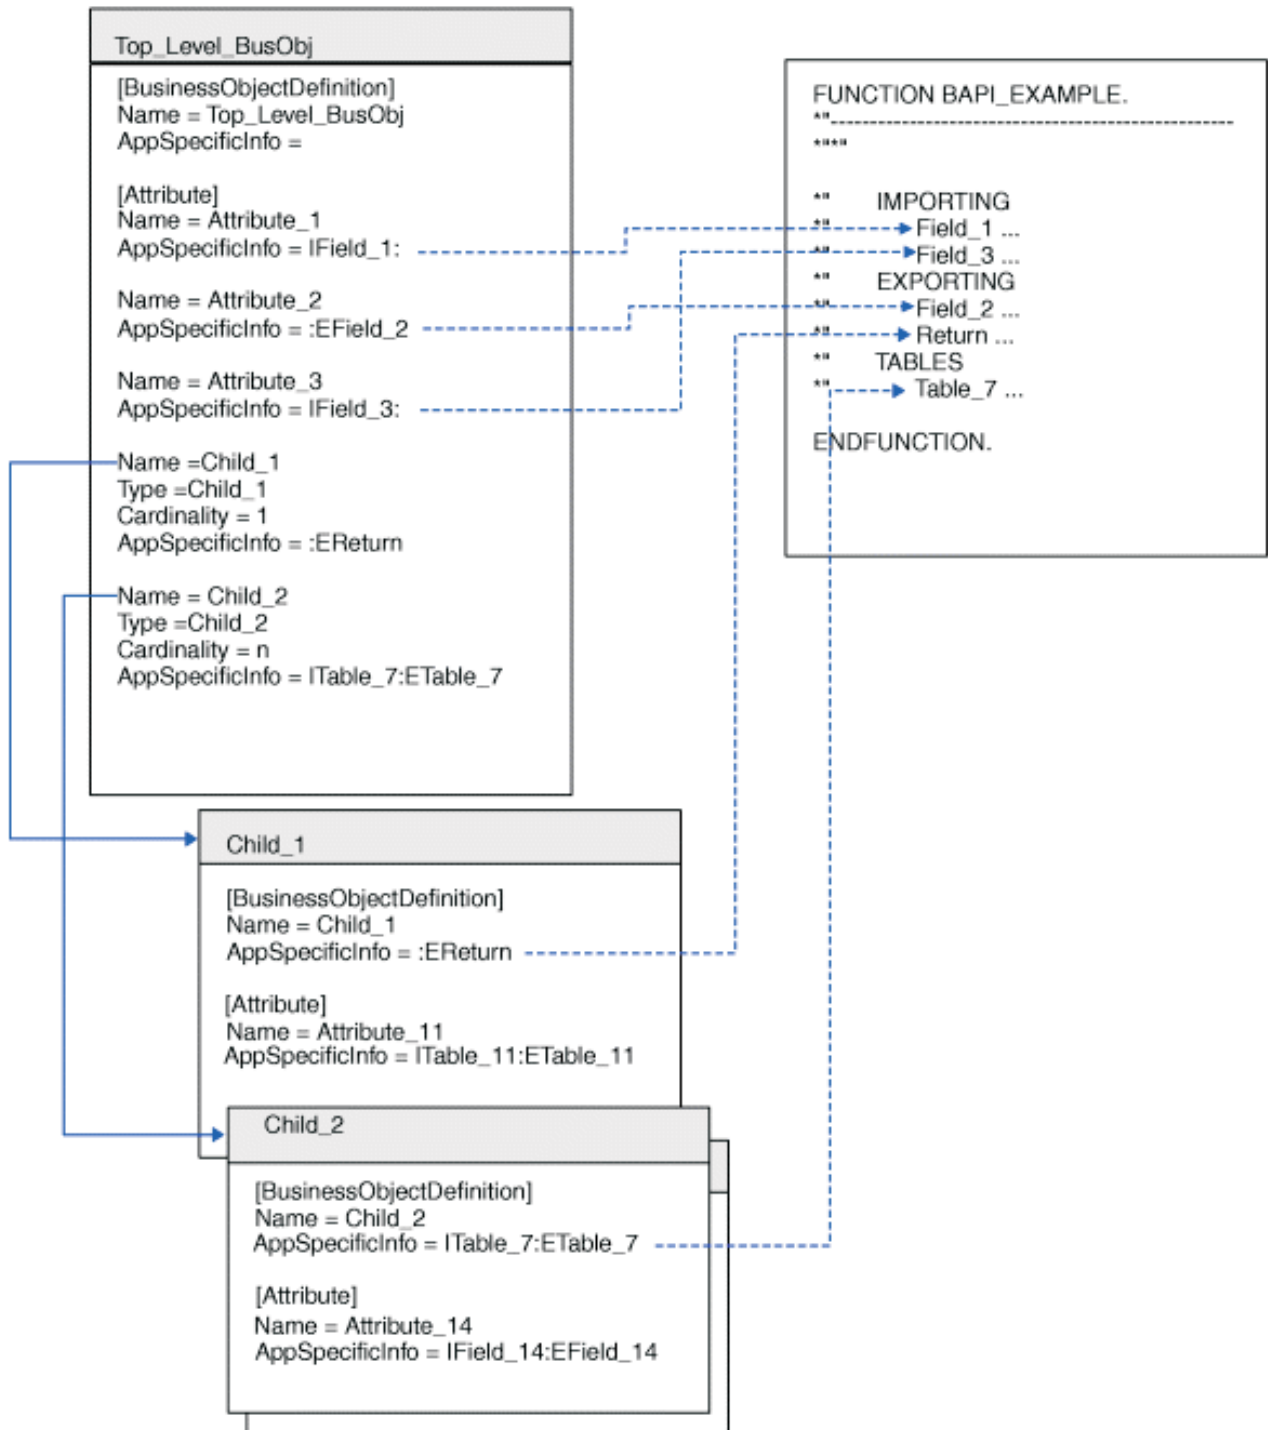 Top_Level_BusObj
[BusinessObjectDefinition]
Name = Top_Level_BusObj
AppSpecificInfo =
[Attribute]
Name = Attribute_1
AppSpecificInfo = IField_1:
Name = Attribute_2
AppSpecificInfo = :EField_2
Name = Attribute_3
AppSpecificInfo = IField_3:
Name =Child_1
Type =Child_1
Cardinality = 1
AppSpecificInfo = :EReturn
Name = Child_2
Type =Child_2
Cardinality = n
AppSpecificInfo = ITable_7:ETable_7
FUNCTION BAPI_EXAMPLE.
*"----------------------------------------------------
*"*"
*" IMPORTING
*" Field_1 ...
*" Field_3 ...
*" EXPORTING
*" Field_2 ...
*" Return ...
*" TABLES
*" Table_7 ...
ENDFUNCTION.
Child_1
[BusinessObjectDefinition]
Name = Child_1
AppSpecificInfo = :EReturn
[Attribute]
Name = Attribute_11
AppSpecificInfo = ITable_11:ETable_11
Child_2
[BusinessObjectDefinition]
Name = Child_2
AppSpecificInfo = ITable_7:ETable_7
[Attribute]
Name = Attribute_14
AppSpecificInfo = IField_14:EField_14